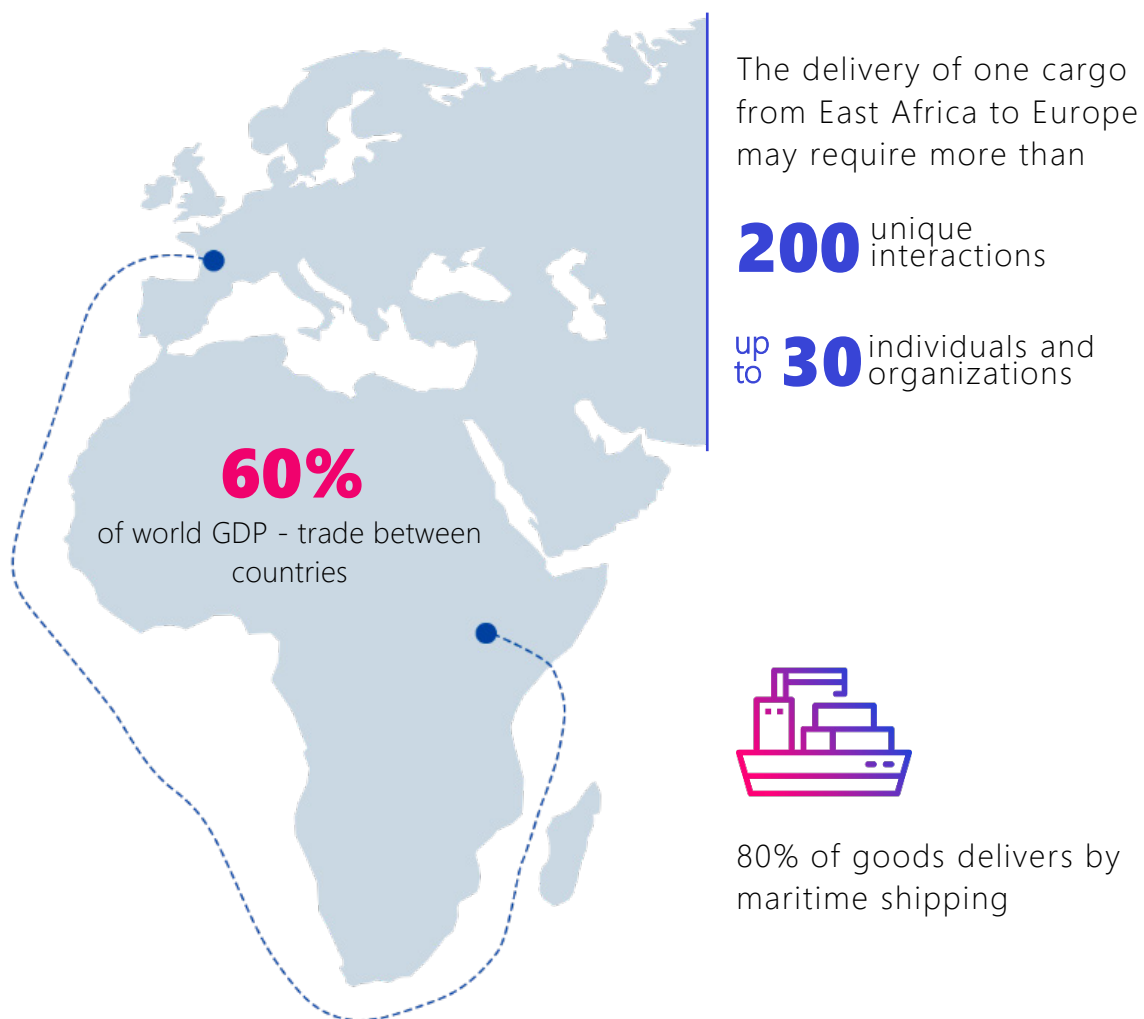 The delivery of one cargo
from East Africa to Europe
may require more than
200 unique
interactions
up
to 30 individuals and
organizations
60%
of world GDP - trade between
countries
80% of goods delivers by
maritime shipping